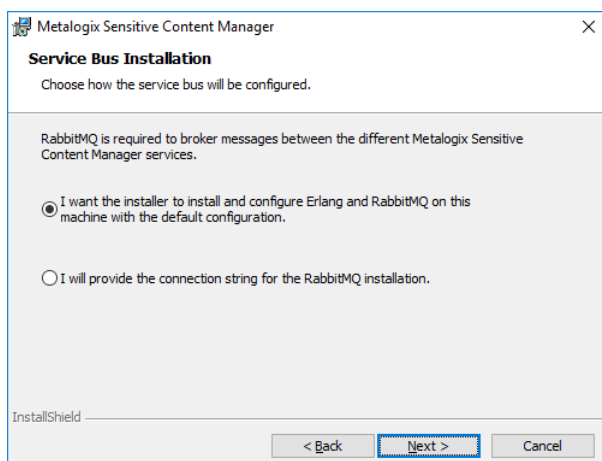 Metalogix Sensitive Content Manager
Service Bus Installation
Choose how the service bus will be configured.
RabbitMQ is required to broker messages between the different Metalogix Sensitive
Content Manager services.
I want the installer to install and configure Erlang and RabbitMQ on this
machine with the default configuration.
I will provide the connection string for the RabbitMQ installation.
InstallShield
< Back
Next >
Cancel